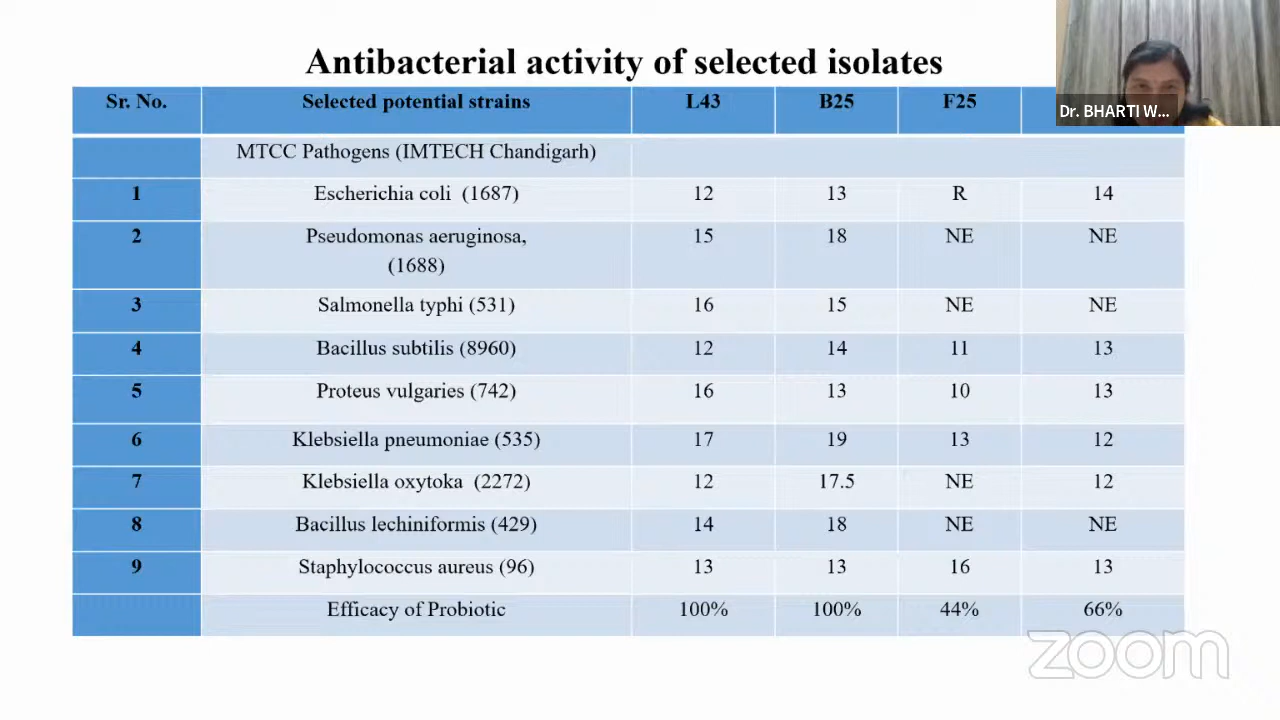 Antibacterial activity of selected isolates
Sr. No. Selected potential strains L43 B25 F25
Dr. BHARTI W...
MTCC Pathogens (IMTECH Chandigarh)
1 Escherichia coli (1687) 12 13 R 14
2 Pseudomonas aeruginosa, 15 18 NE NE
(1688)
3 Salmonella typhi (531) 16 15 NE NE
4 Bacillus subtilis (8960) 12 14 11 13
5 Proteus vulgaries (742) 16 13 10 13
6 Klebsiella pneumoniae (535) 17 19 13 12
7 Klebsiella oxytoka (2272) 12 17.5 NE 12
8 Bacillus lechiniformis (429) 14 18 NE NE
9 Staphylococcus aureus (96) 13 13 16 13
Efficacy of Probiotic 100% 100% 44% 66%
zoom